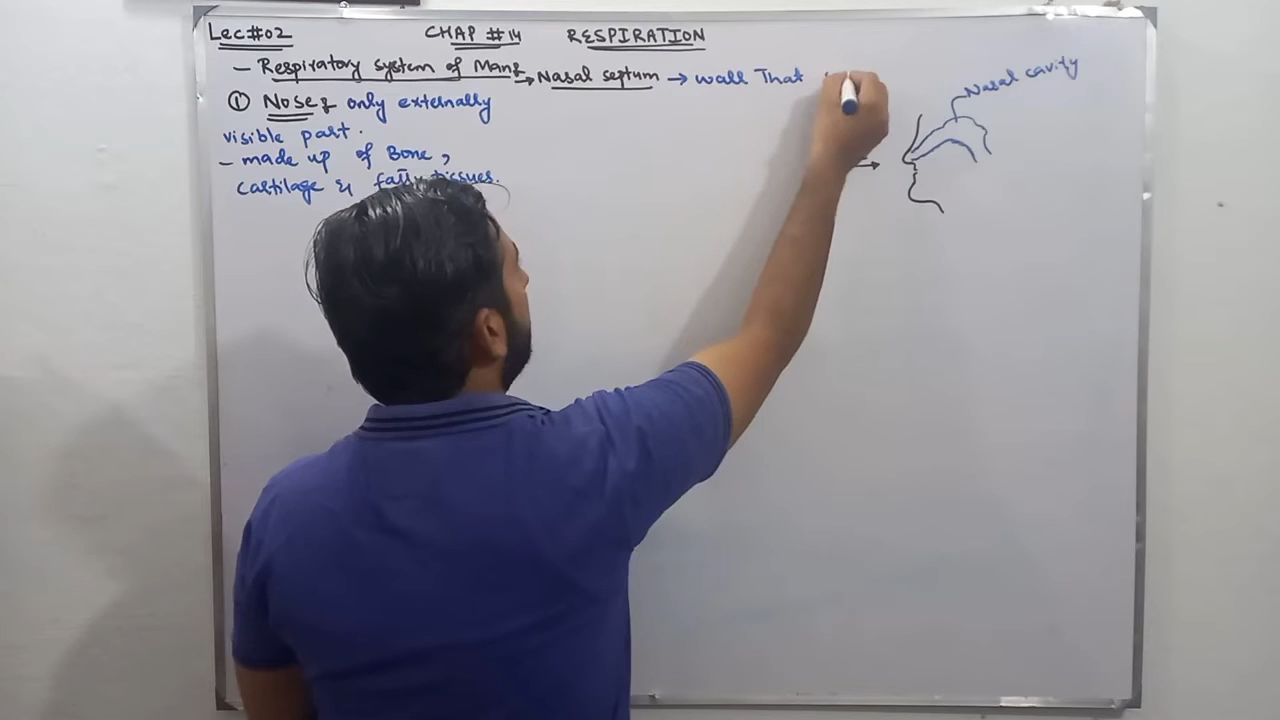 Lec#02 CHAP #14 RESPIRATION
- Respiratory system of Man:
→ Nasal septum → wall That
① Nose: only externally
visible part.
- made up of Bone,
cartilage & fatty tissues.
Nasal cavity